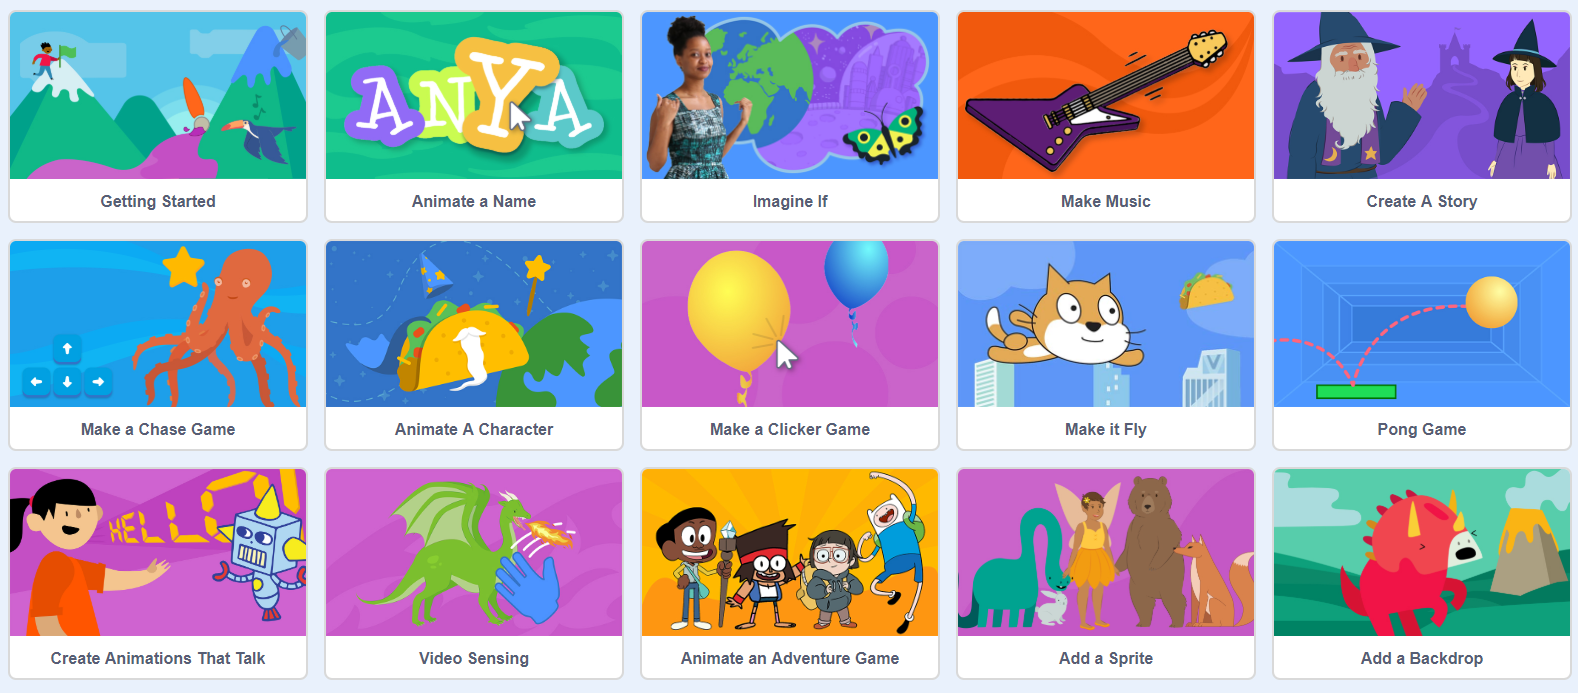 ANYA
Getting Started
Animate a Name
Imagine If
Make Music
Create A Story
Make a Chase Game
Animate A Character
Make a Clicker Game
V
Make it Fly
Pong Game
HELLO
Create Animations That Talk
Video Sensing
Animate an Adventure Game
Add a Sprite
Add a Backdrop